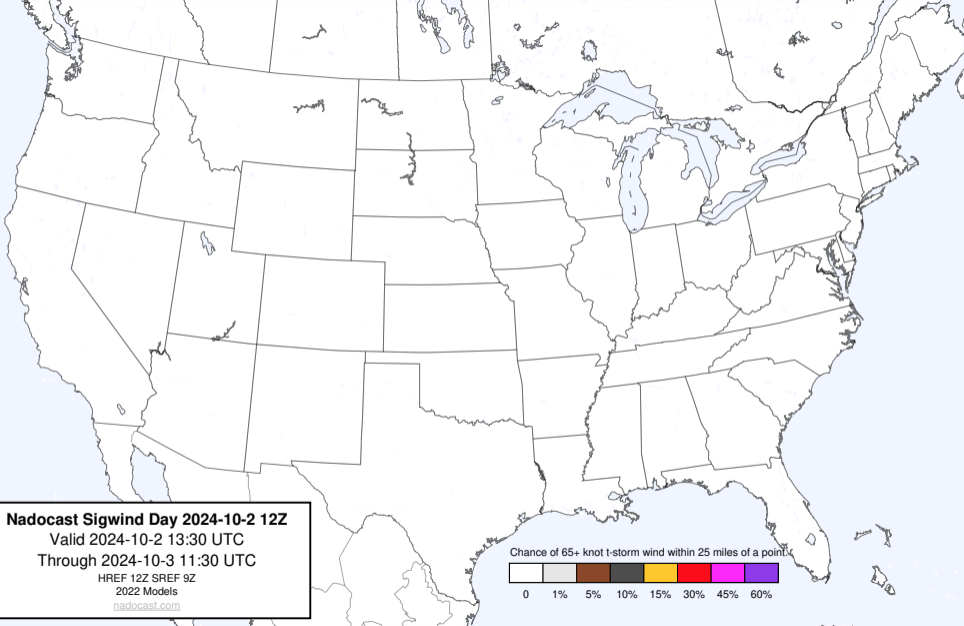 Nadocast Sigwind Day 2024-10-2 12Z
Valid 2024-10-2 13:30 UTC
Through 2024-10-3 11:30 UTC
HREF 12Z SREF 9Z
2022 Models
nadocast.com
Chance of 65+ knot t-storm wind within 25 miles of a point.
0 1% 5% 10% 15% 30% 45% 60%